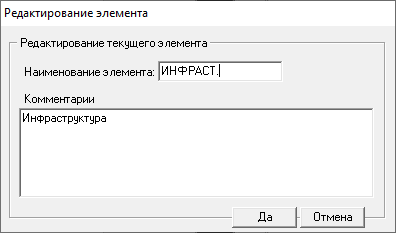 Редактирование элемента
Редактирование текущего элемента
Наименование элемента: ИНФРАСТ.
Комментарии
Инфраструктура
Да Отмена